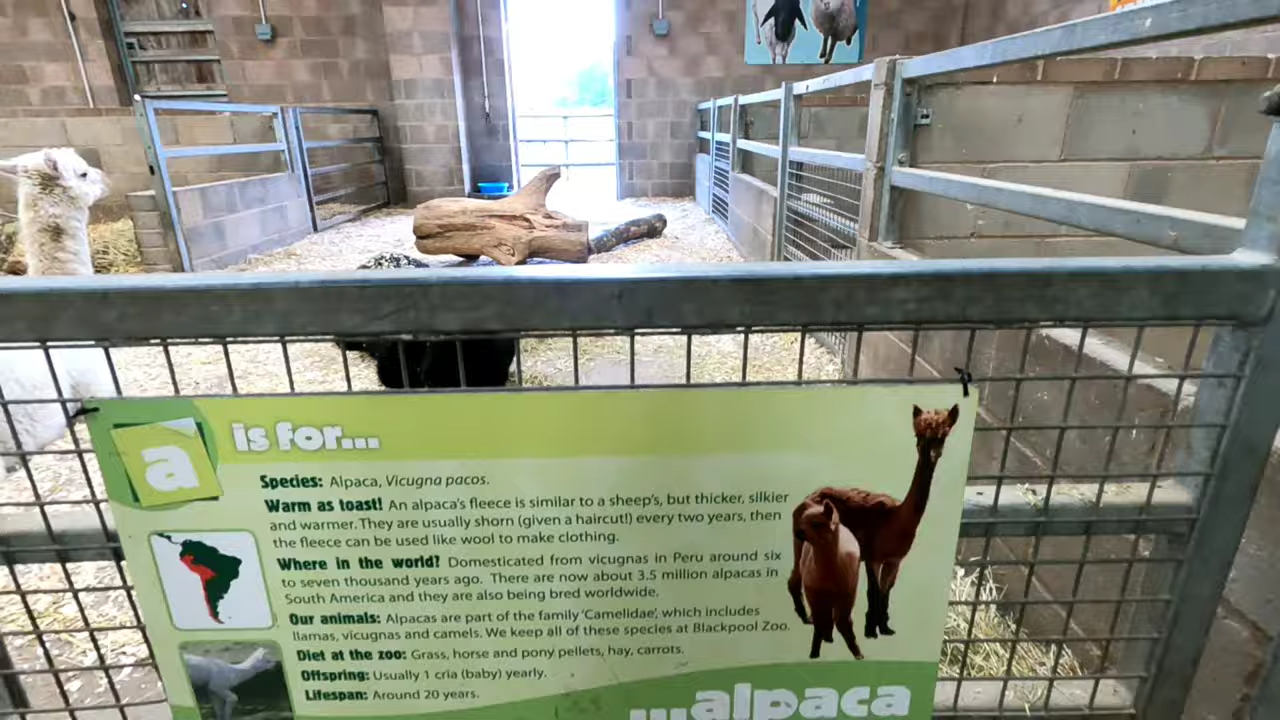 a is for...
Species: Alpaca, Vicugna pacos.
Warm as toast! An alpaca's fleece is similar to a sheep's, but thicker, silkier
and warmer. They are usually shorn (given a haircut!) every two years, then
the fleece can be used like wool to make clothing.
Where in the world? Domesticated from vicugnas in Peru around six
to seven thousand years ago. There are now about 3.5 million alpacas in
South America and they are also being bred worldwide.
Our animals: Alpacas are part of the family 'Camelidae', which includes
llamas, vicugnas and camels. We keep all of these species at Blackpool Zoo.
Diet at the zoo: Grass, horse and pony pellets, hay, carrots.
Offspring: Usually 1 cria (baby) yearly.
Lifespan: Around 20 years.
...alpaca